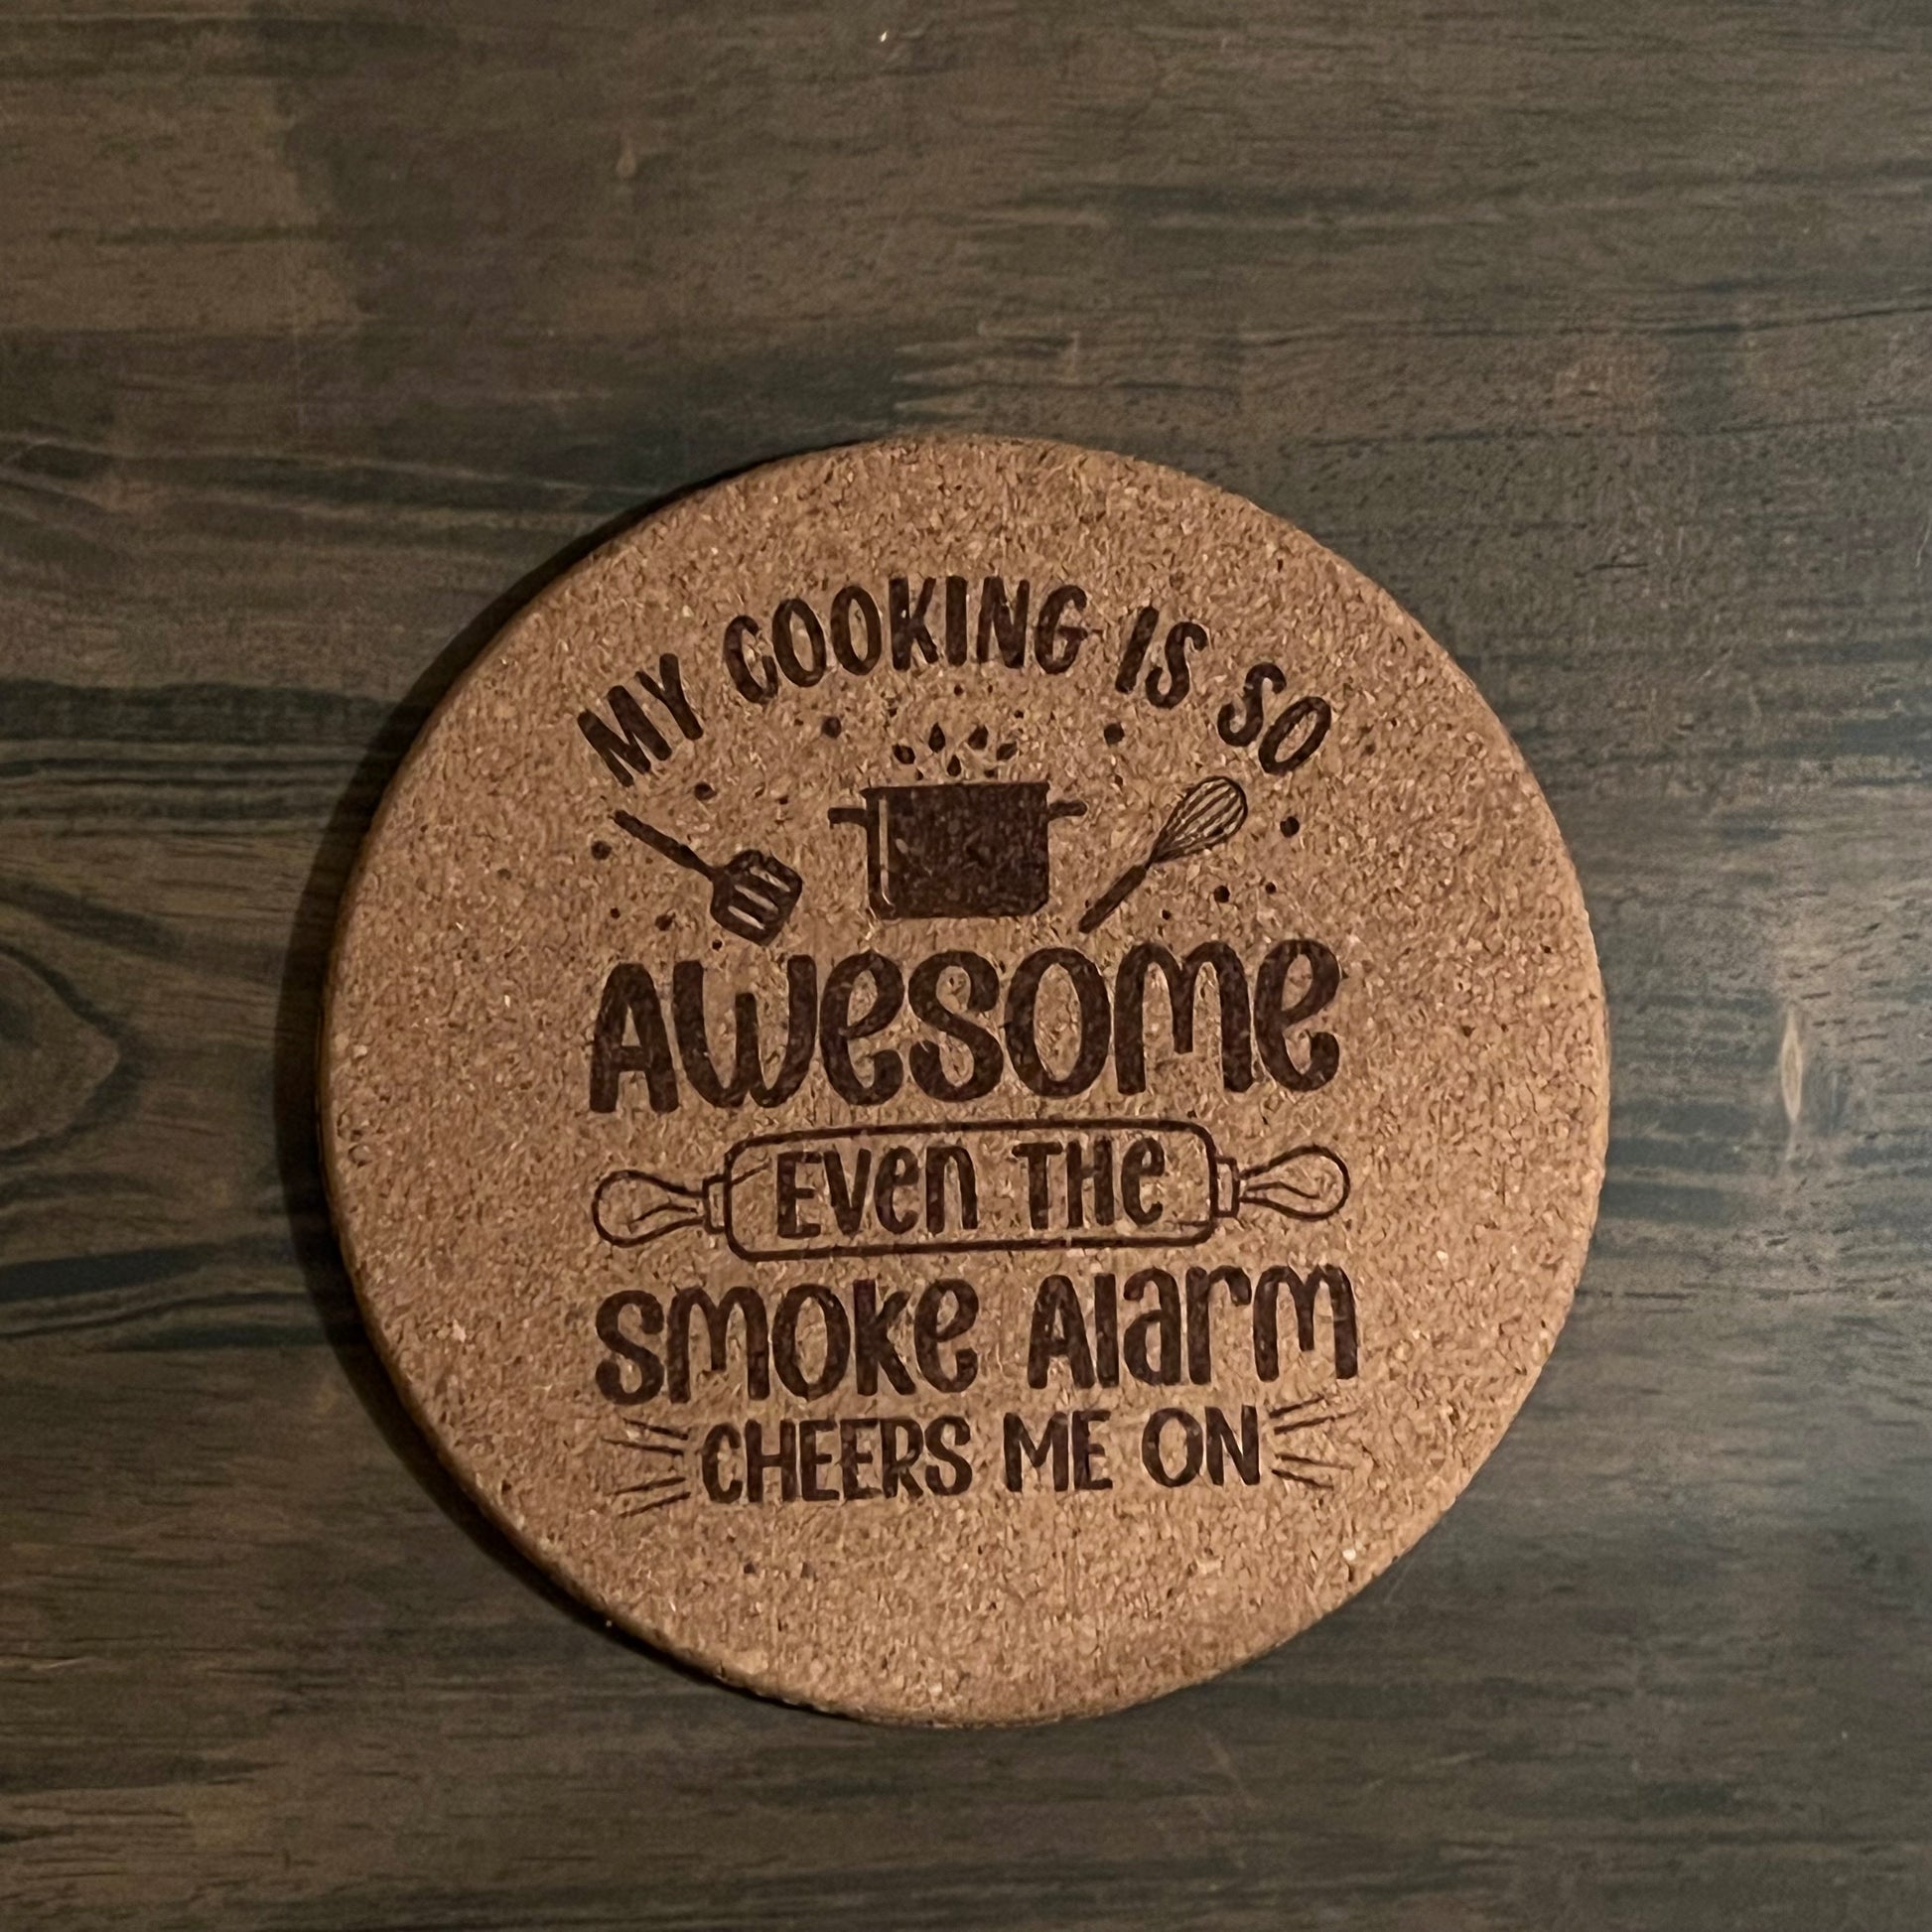 MY COOKING IS SO
AWesome
Even THe
smoke Alarm
CHEERS ME ON